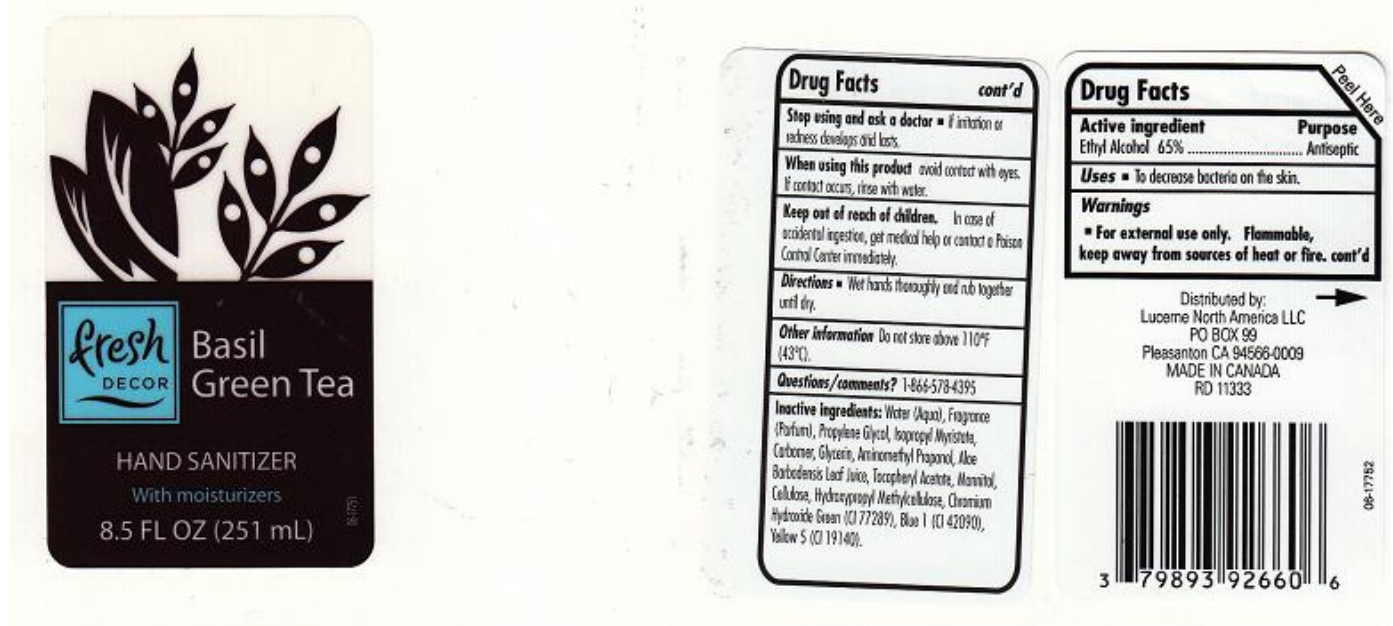 fresh
DECOR
Basil
Green Tea
HAND SANITIZER
With moisturizers
8.5 FL OZ (251 mL)
06-17751
Drug Facts cont'd
Stop using and ask a doctor ▪ if irritation or
redness develops and lasts.
When using this product avoid contact with eyes.
If contact occurs, rinse with water.
Keep out of reach of children. In case of
accidental ingestion, get medical help or contact a Poison
Control Center immediately.
Directions ▪ Wet hands thoroughly and rub together
until dry.
Other information Do not store above 110°F
(43°C).
Questions/comments? 1-866-578-4395
Inactive ingredients: Water (Aqua), Fragrance
(Parfum), Propylene Glycol, Isopropyl Myristate,
Carbomer, Glycerin, Aminomethyl Propanol, Aloe
Barbadensis Leaf Juice, Tocopheryl Acetate, Mannitol,
Cellulose, Hydroxypropyl Methylcellulose, Chromium
Hydroxide Green (CI 77289), Blue 1 (CI 42090),
Yellow 5 (CI 19140).
Peel Here
Drug Facts
Active ingredient Purpose
Ethyl Alcohol 65% ............................. Antiseptic
Uses ▪ To decrease bacteria on the skin.
Warnings
▪ For external use only. Flammable,
keep away from sources of heat or fire. cont'd
Distributed by:
Lucerne North America LLC
PO BOX 99
Pleasanton CA 94566-0009
MADE IN CANADA
RD 11333
06-17752
3 79893 92660 6